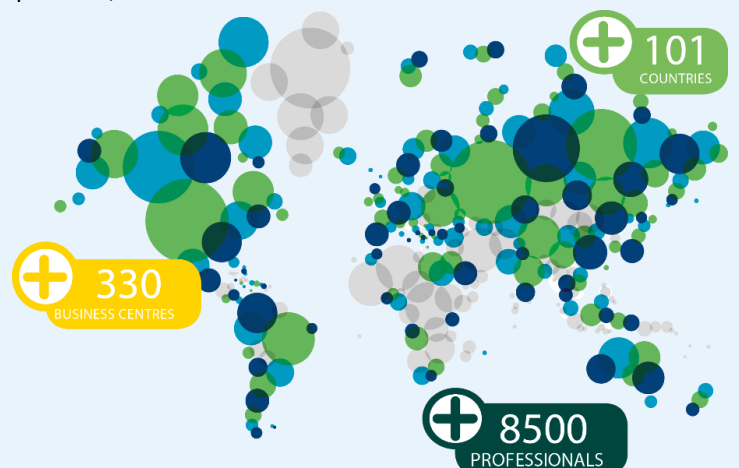 101
COUNTRIES
330
BUSINESS CENTRES
8500
PROFESSIONALS